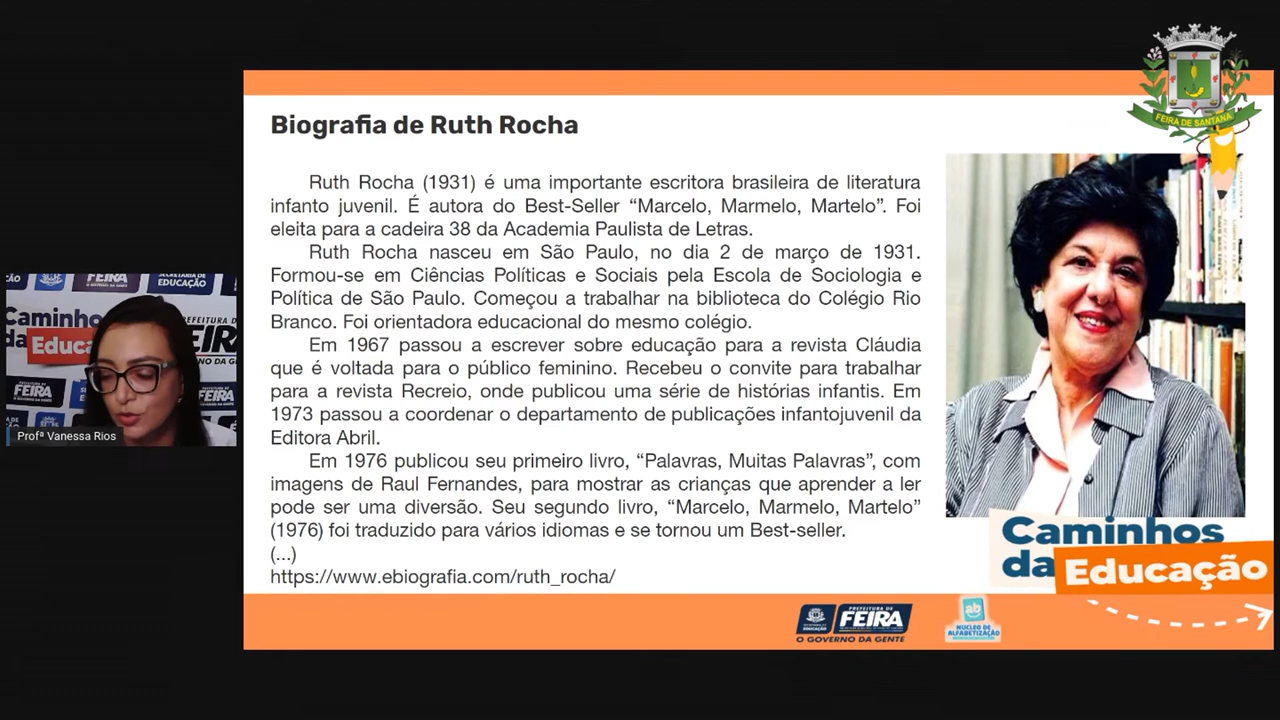 FEIRA DE SANTANA
Biografia de Ruth Rocha
Ruth Rocha (1931) é uma importante escritora brasileira de literatura
infanto juvenil. É autora do Best-Seller “Marcelo, Marmelo, Martelo”. Foi
eleita para a cadeira 38 da Academia Paulista de Letras.
Ruth Rocha nasceu em São Paulo, no dia 2 de março de 1931.
Formou-se em Ciências Políticas e Sociais pela Escola de Sociologia e
Política de São Paulo. Começou a trabalhar na biblioteca do Colégio Rio
Branco. Foi orientadora educacional do mesmo colégio.
Em 1967 passou a escrever sobre educação para a revista Cláudia
que é voltada para o público feminino. Recebeu o convite para trabalhar
para a revista Recreio, onde publicou uma série de histórias infantis. Em
1973 passou a coordenar o departamento de publicações infantojuvenil da
Editora Abril.
Em 1976 publicou seu primeiro livro, “Palavras, Muitas Palavras”, com
imagens de Raul Fernandes, para mostrar as crianças que aprender a ler
pode ser uma diversão. Seu segundo livro, “Marcelo, Marmelo, Martelo”
(1976) foi traduzido para vários idiomas e se tornou um Best-seller.
(...)
https://www.ebiografia.com/ruth_rocha/
Caminhos
da Educação
PREFEITURA DE
FEIRA
EDUCAÇÃO
O GOVERNO DA GENTE
ab
NÚCLEO DE
ALFABETIZAÇÃO
FEIRA
EDUCAÇÃO
Caminhos
da Educa
FEIRA
FEIRA
Profª Vanessa Rios